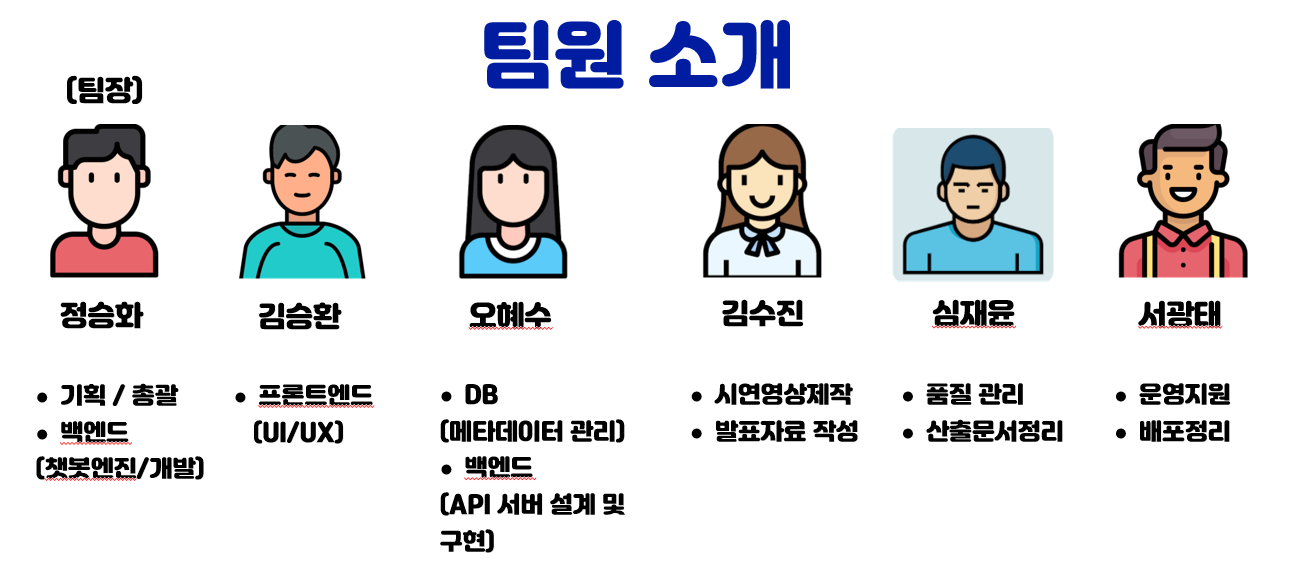 팀원 소개
(팀장)
정승화
김승환
오혜수
김수진
심재윤
서광태
• 기획 / 총괄
• 백엔드
(챗봇엔진/개발)
• 프론트엔드
(UI/UX)
• DB
(메타데이터 관리)
• 백엔드
(API 서버 설계 및
구현)
• 시연영상제작
• 발표자료 작성
• 품질 관리
• 산출문서정리
• 운영지원
• 배포정리